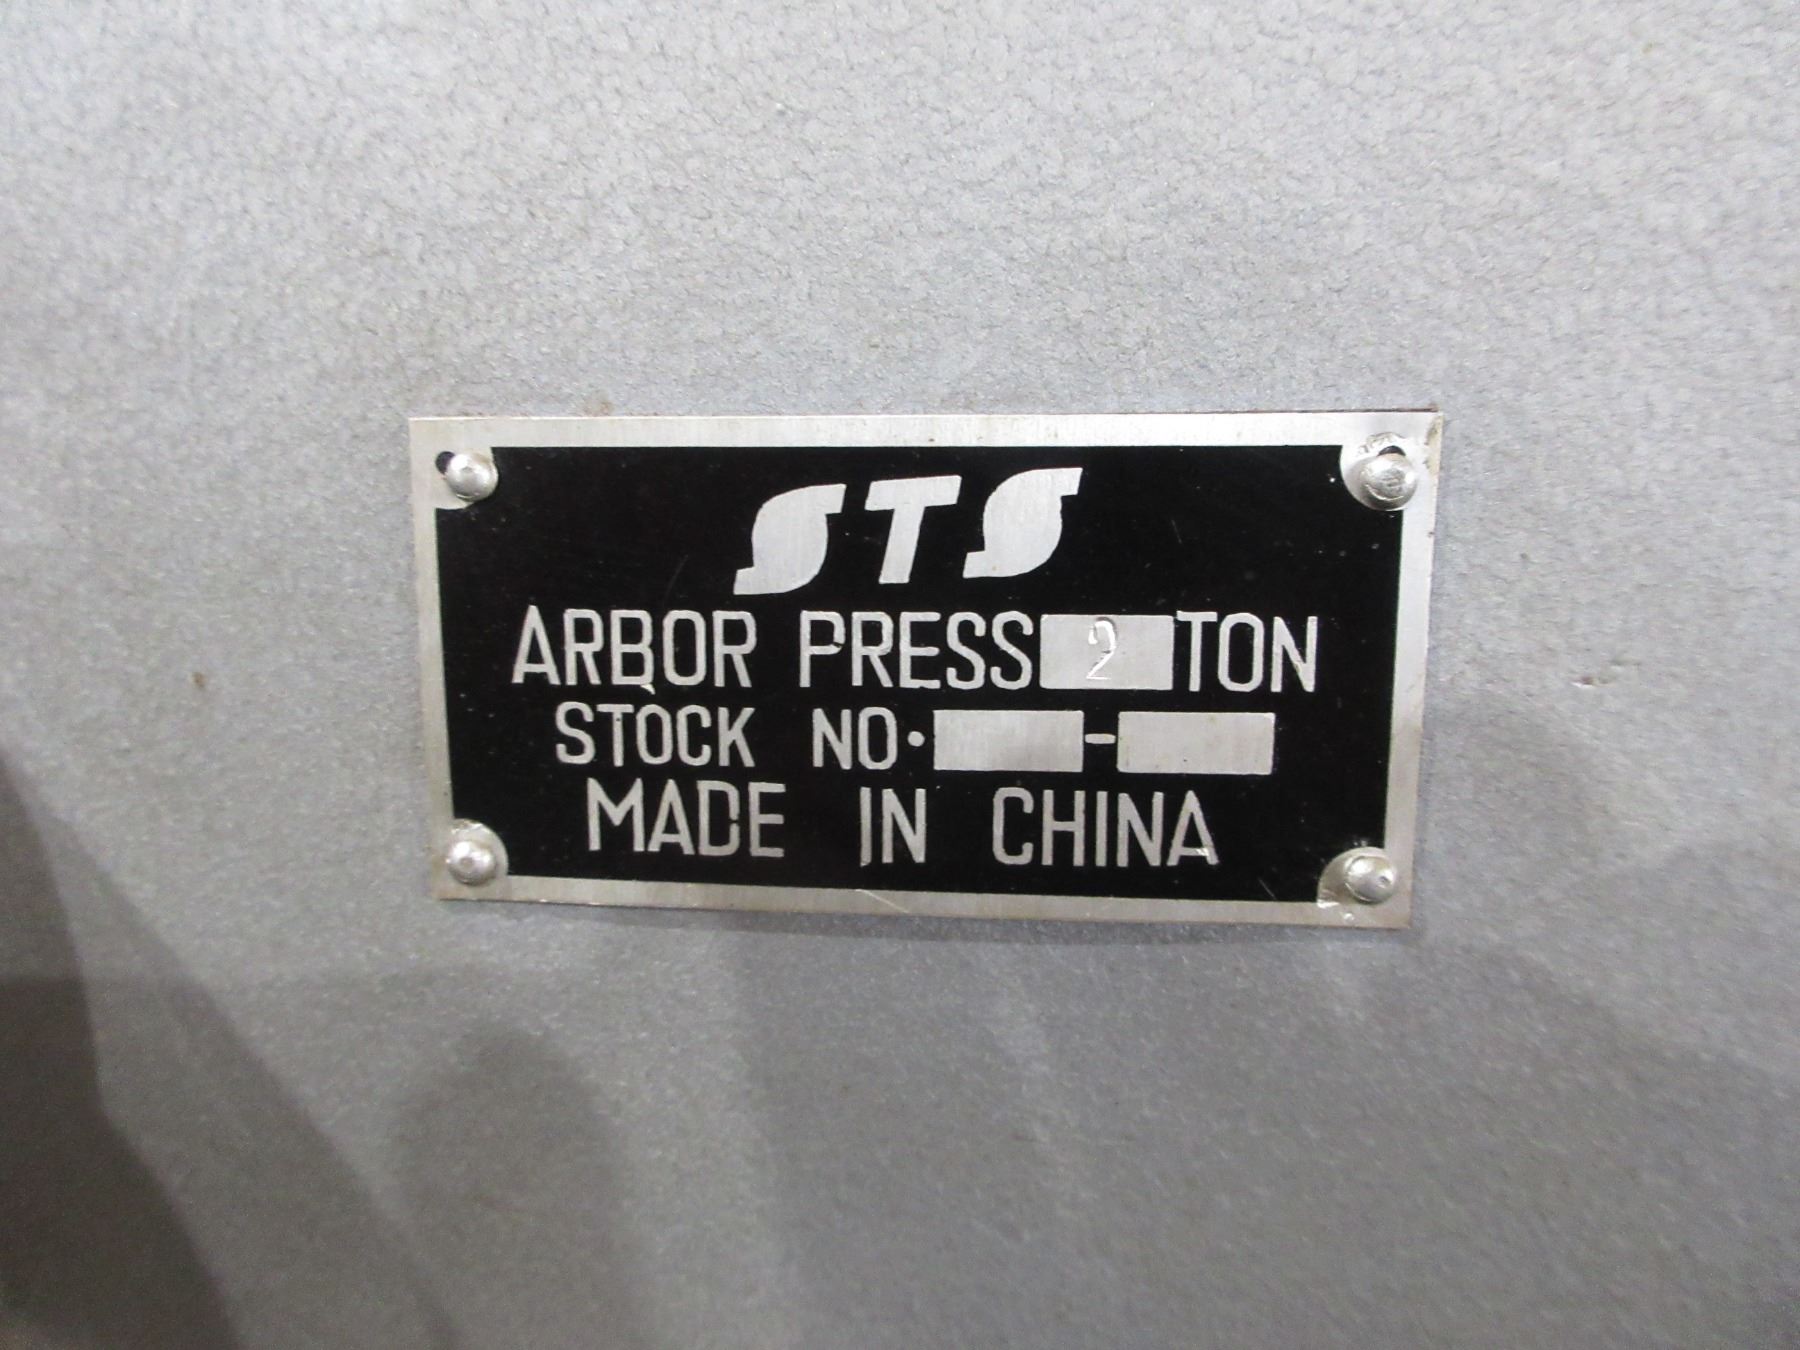 STS
ARBOR PRESS 2 TON
STOCK NO. -
MADE IN CHINA